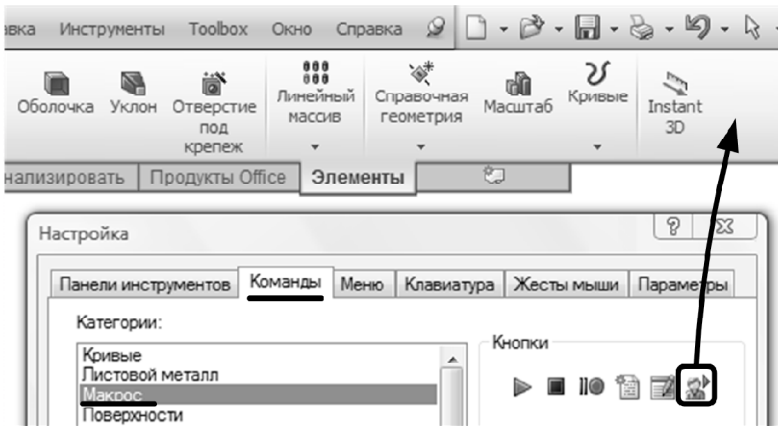 авка Инструменты Toolbox Окно Справка
Оболочка Уклон Отверстие под крепеж Линейный массив Справочная геометрия Масштаб Кривые Instant 3D
нализировать Продукты Office Элементы
Настройка
Панели инструментов Команды Меню Клавиатура Жесты мыши Параметры
Категории:
Кнопки
Кривые
Листовой металл
Макрос
Поверхности